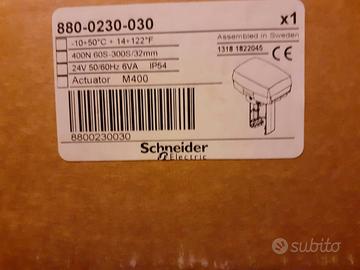 880-0230-030
x1
-10+50°C + 14+122°F
400N 60S-300S/32mm
24V 50/60Hz 6VA IP54
Actuator M400
Assembled in Sweden
1318 1822045
CE
8800230030
Schneider
Electric
subito